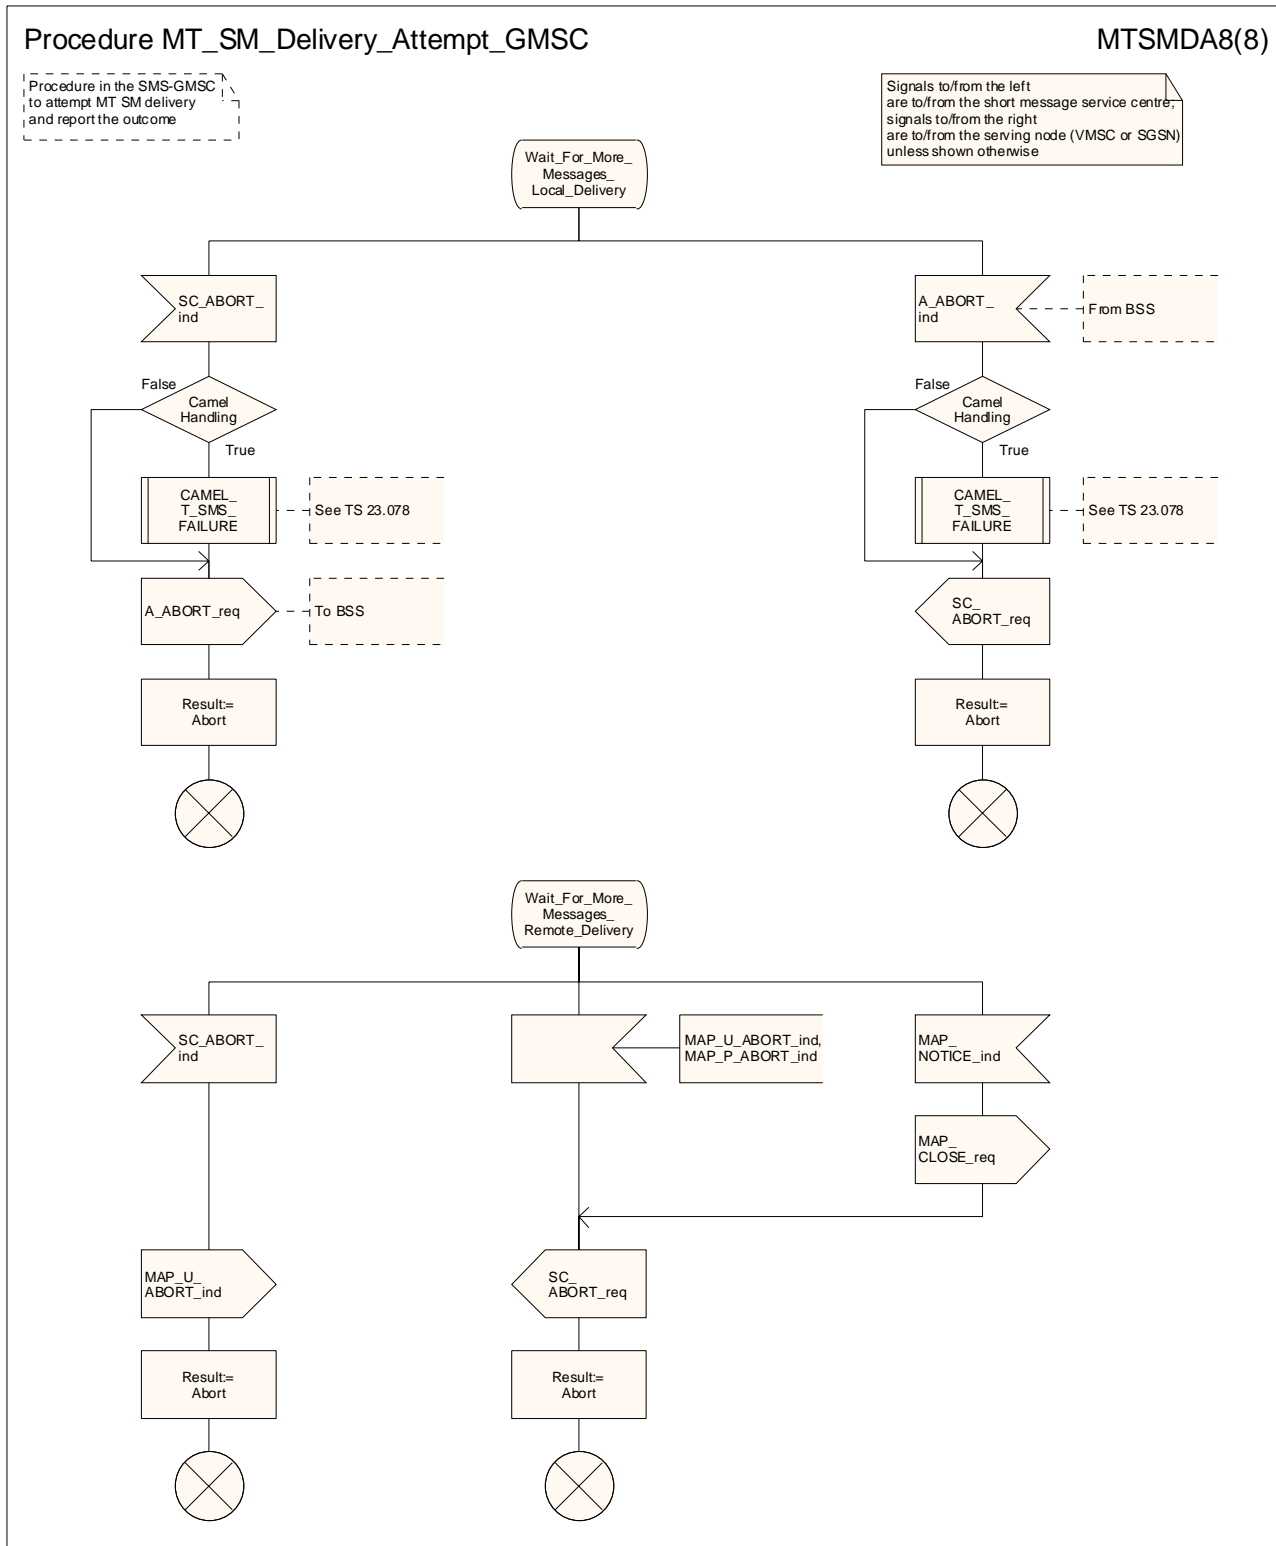 Procedure MT_SM_Delivery_Attempt_GMSC
MTSMDA8(8)
Procedure in the SMS-GMSC
to attempt MT SM delivery
and report the outcome
Signals to/from the left
are to/from the short message service centre;
signals to/from the right
are to/from the serving node (VMSC or SGSN)
unless shown otherwise
Wait_For_More_
Messages_
Local_Delivery
SC_ABORT_
ind
A_ABORT_
ind
From BSS
False
Camel
Handling
True
False
Camel
Handling
True
CAMEL_
T_SMS_
FAILURE
See TS 23.078
CAMEL_
T_SMS_
FAILURE
See TS 23.078
A_ABORT_req
To BSS
SC_
ABORT_req
Result:=
Abort
Result:=
Abort
Wait_For_More_
Messages_
Remote_Delivery
SC_ABORT_
ind
MAP_U_ABORT_ind,
MAP_P_ABORT_ind
MAP_
NOTICE_ind
MAP_
CLOSE_req
MAP_U_
ABORT_ind
SC_
ABORT_req
Result:=
Abort
Result:=
Abort